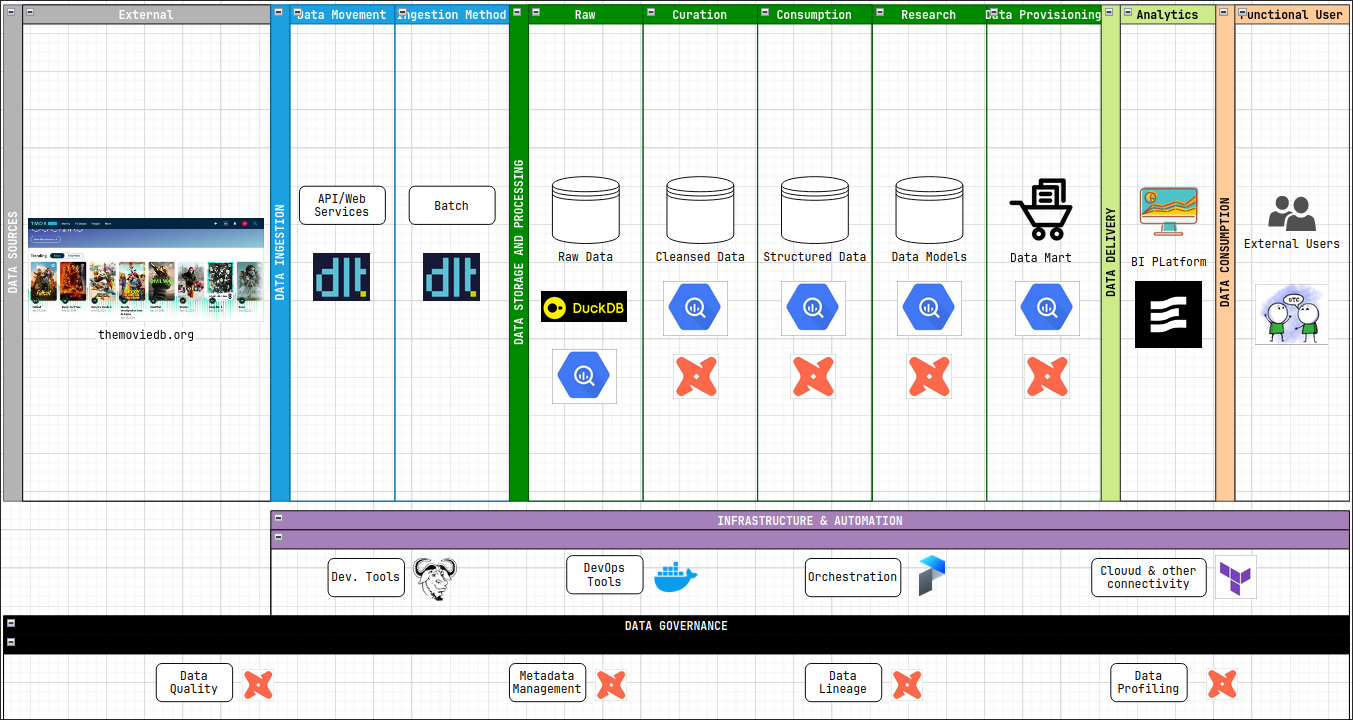 External
Data Movement
Ingestion Method
Raw
Curation
Consumption
Research
Data Provisioning
Analytics
Functional User
DATA SOURCES
DATA INGESTION
DATA STORAGE AND PROCESSING
DATA DELIVERY
DATA CONSUMPTION
themoviedb.org
API/Web
Services
Batch
dlt
dlt
Raw Data
Cleansed Data
Structured Data
Data Models
Data Mart
BI PLatform
External Users
DuckDB
UTC
INFRASTRUCTURE & AUTOMATION
Dev. Tools
DevOps
Tools
Orchestration
Clouud & other
connectivity
DATA GOVERNANCE
Data
Quality
Metadata
Management
Data
Lineage
Data
Profiling